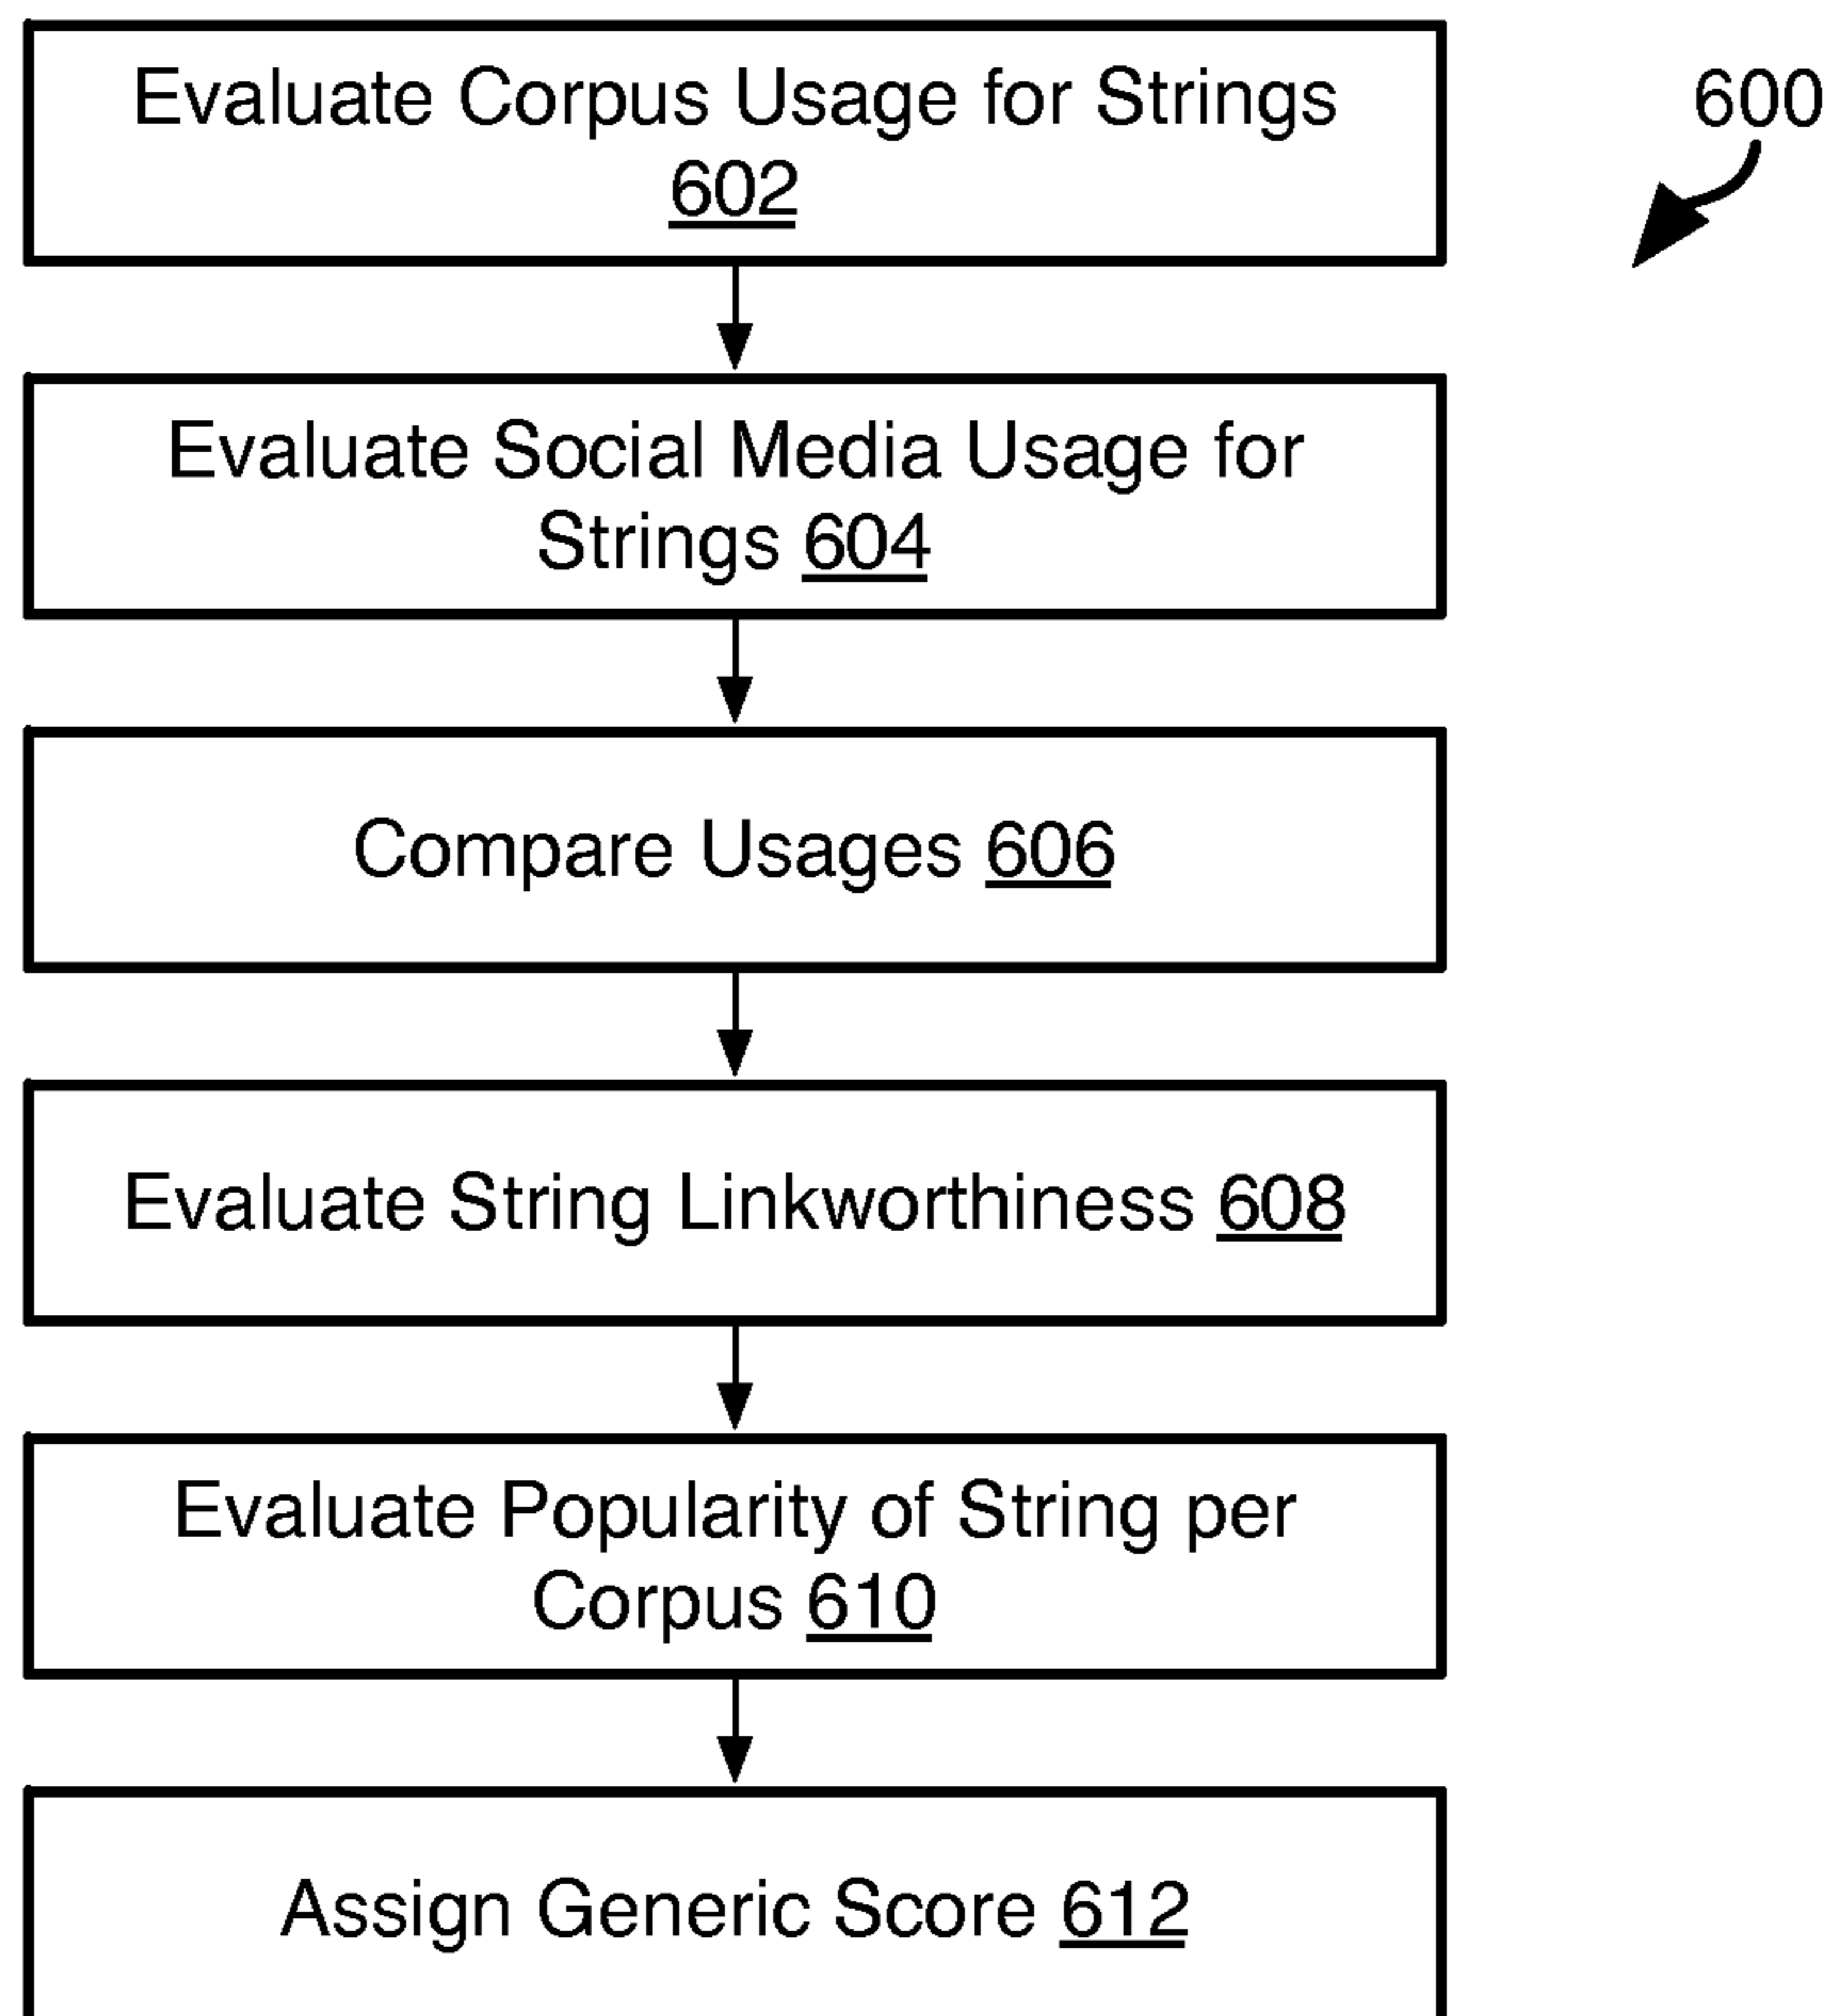 Evaluate Corpus Usage for Strings
602
600
Evaluate Social Media Usage for
Strings 604
Compare Usages 606
Evaluate String Linkworthiness 608
Evaluate Popularity of String per
Corpus 610
Assign Generic Score 612